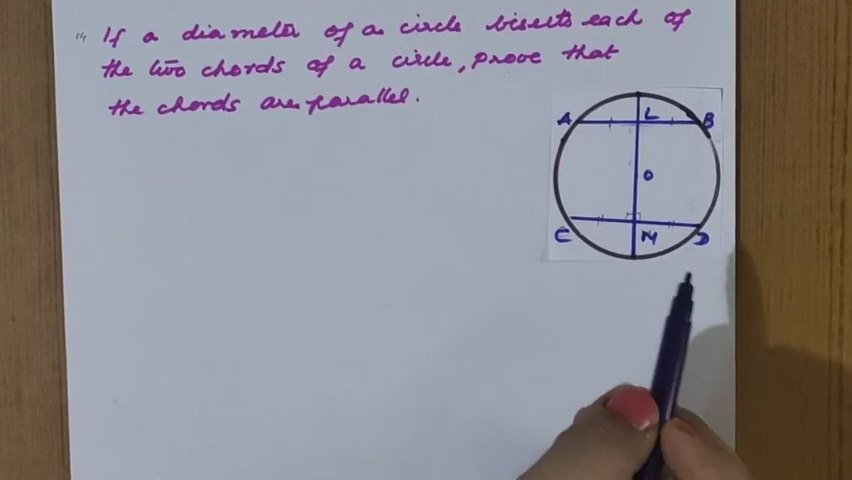 14 If a diameter of a circle bisects each of
the two chords of a circle, prove that
the chords are parallel.
A L B
O
C M D